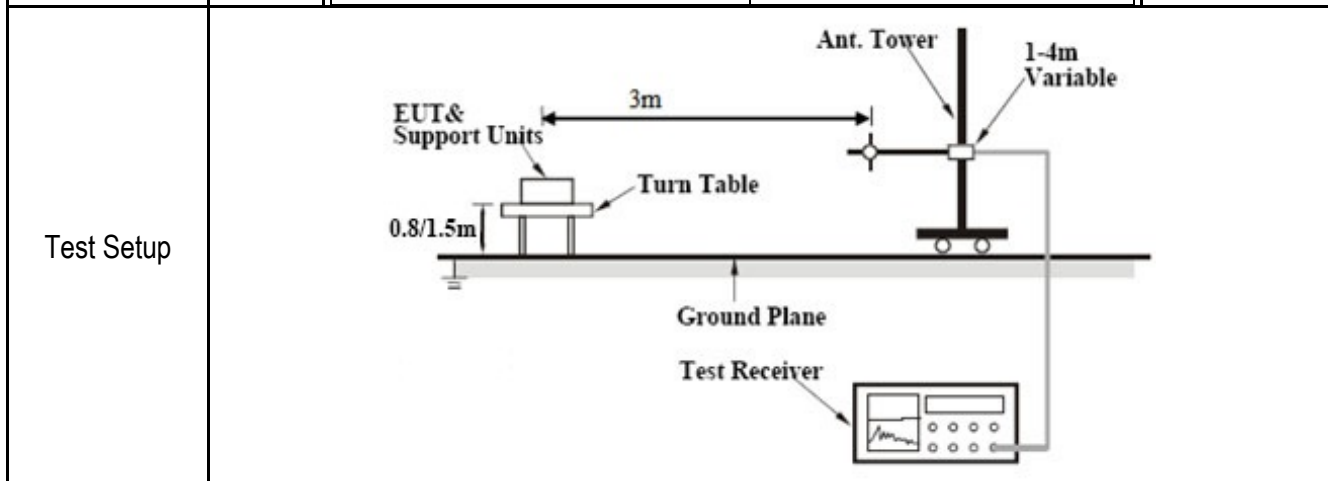 Test Setup
Ant. Tower
1-4m
Variable
3m
EUT&
Support Units
Turn Table
0.8/1.5m
Ground Plane
Test Receiver